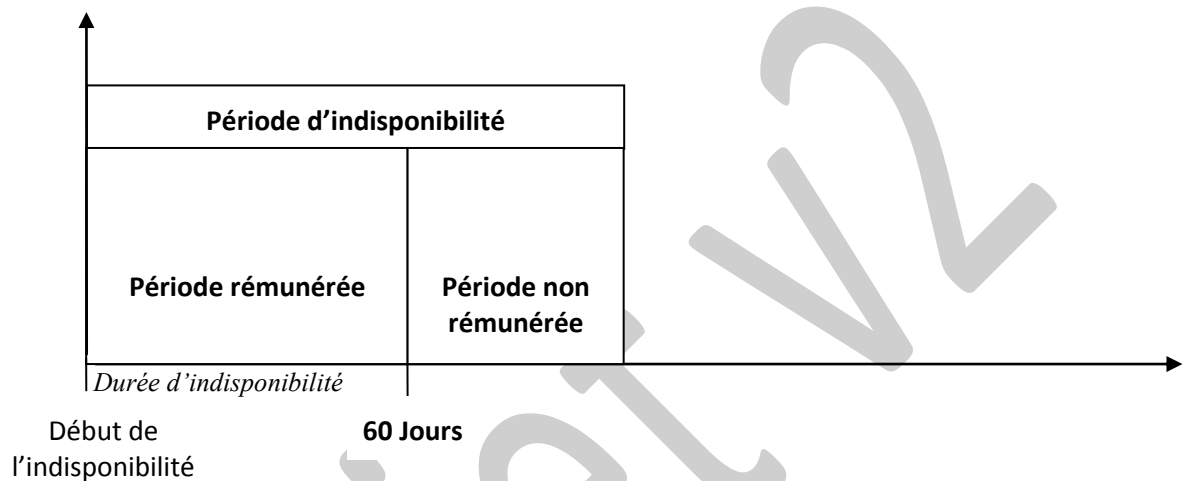 Période d’indisponibilité
Période rémunérée
Période non
rémunérée
Durée d’indisponibilité
Début de
l’indisponibilité
60 Jours